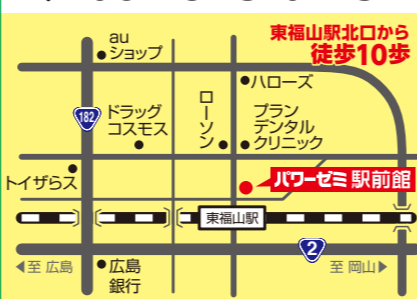 au
ショップ
東福山駅北口から
徒歩10歩
ハローズ
182
ドラッグ
コスモス
ローソン
プラン
デンタル
クリニック
トイザらス
パワーゼミ 駅前館
東福山駅
2
◀至 広島
広島
銀行
至 岡山▶